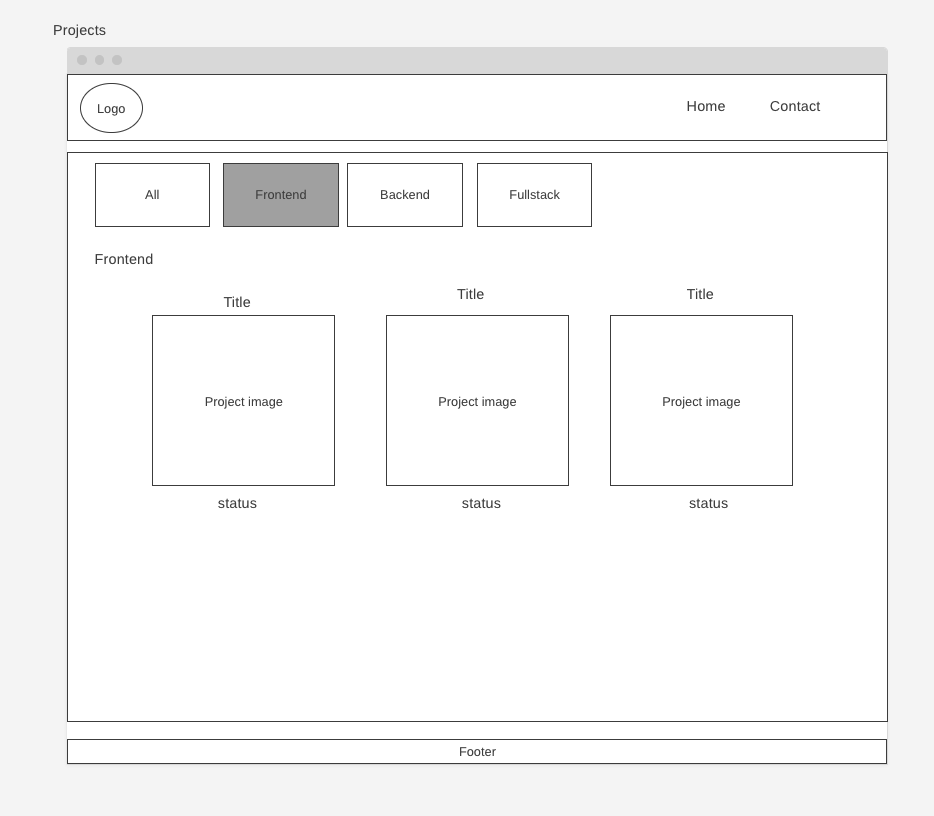 Projects
Logo
Home
Contact
All
Frontend
Backend
Fullstack
Frontend
Title
Title
Title
Project image
Project image
Project image
status
status
status
Footer